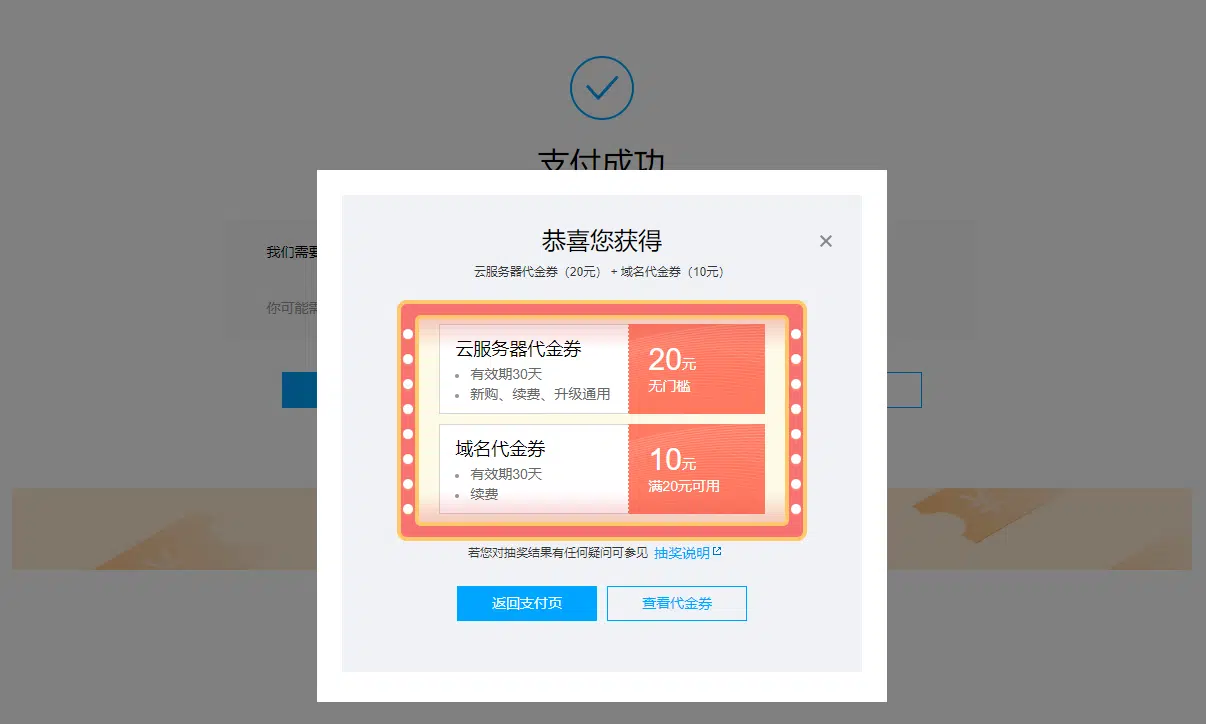 支付成功
我们需要
你可能需
恭喜您获得
云服务器代金券（20元） + 域名代金券（10元）
云服务器代金券
有效期30天
新购、续费、升级通用
20元
无门槛
域名代金券
有效期30天
续费
10元
满20元可用
若您对抽奖结果有任何疑问可参见 抽奖说明
返回支付页
查看代金券